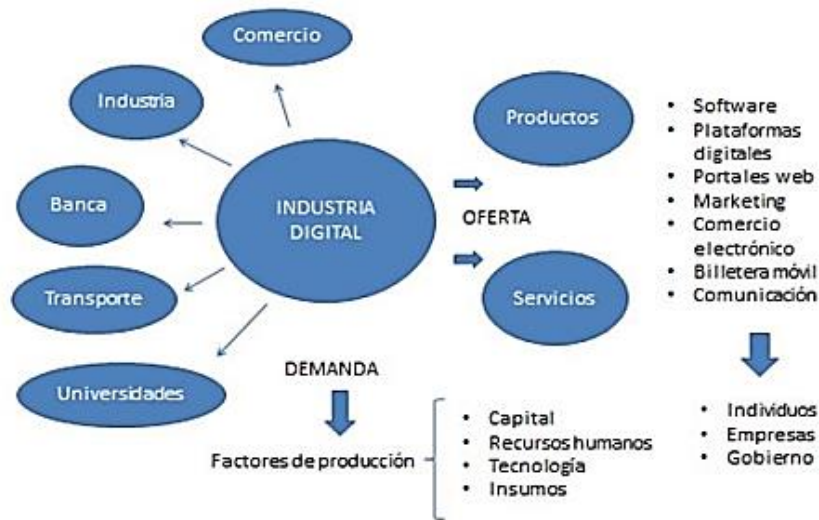 Comercio
Industria
Banca
Transporte
Universidades
INDUSTRIA
DIGITAL
OFERTA
Productos
Servicios
• Software
• Plataformas
digitales
• Portales web
• Marketing
• Comercio
electrónico
• Billetera móvil
• Comunicación
• Individuos
• Empresas
• Gobierno
DEMANDA
Factores de producción
• Capital
• Recursos humanos
• Tecnología
• Insumos